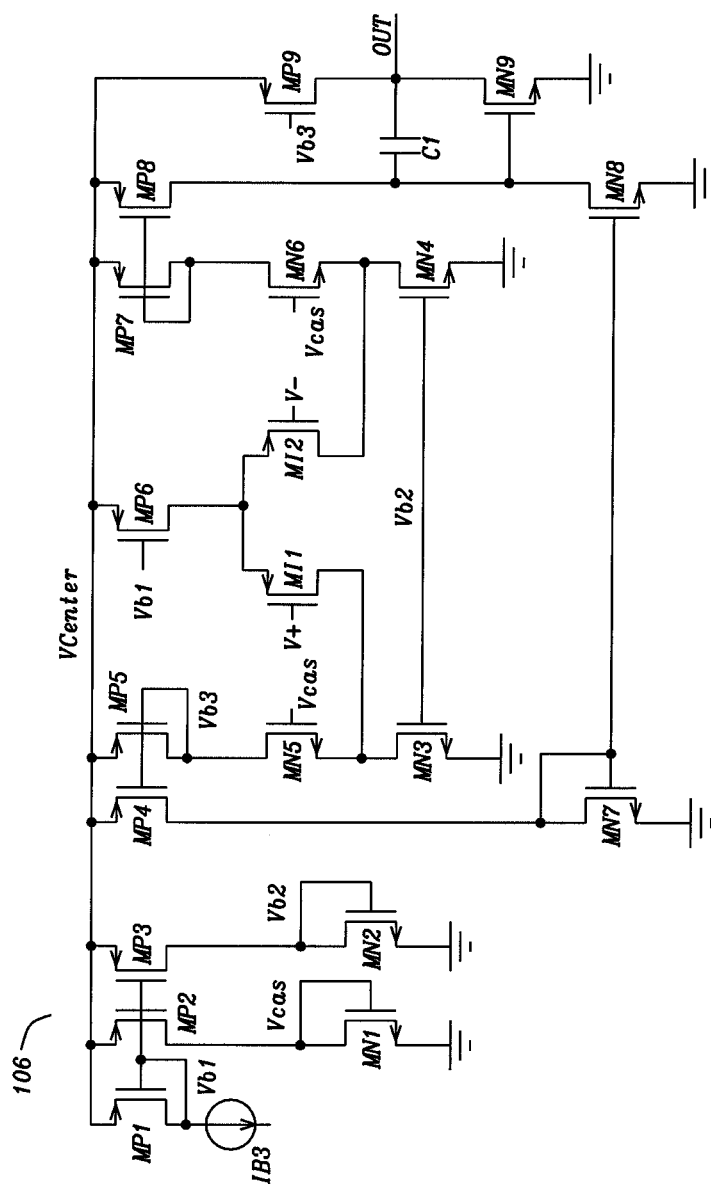 106
VCenter
MP1
Vb1
IB3
MP2
MP3
Vcas
Vb2
MN1
MN2
MP4
MP5
Vb3
Vcas
MN5
MN3
MN7
Vb1
MP6
V+
MI1
MI2
V-
Vb2
MP7
MP8
Vcas
MN6
MN4
MN8
Vb3
MP9
C1
OUT
MN9